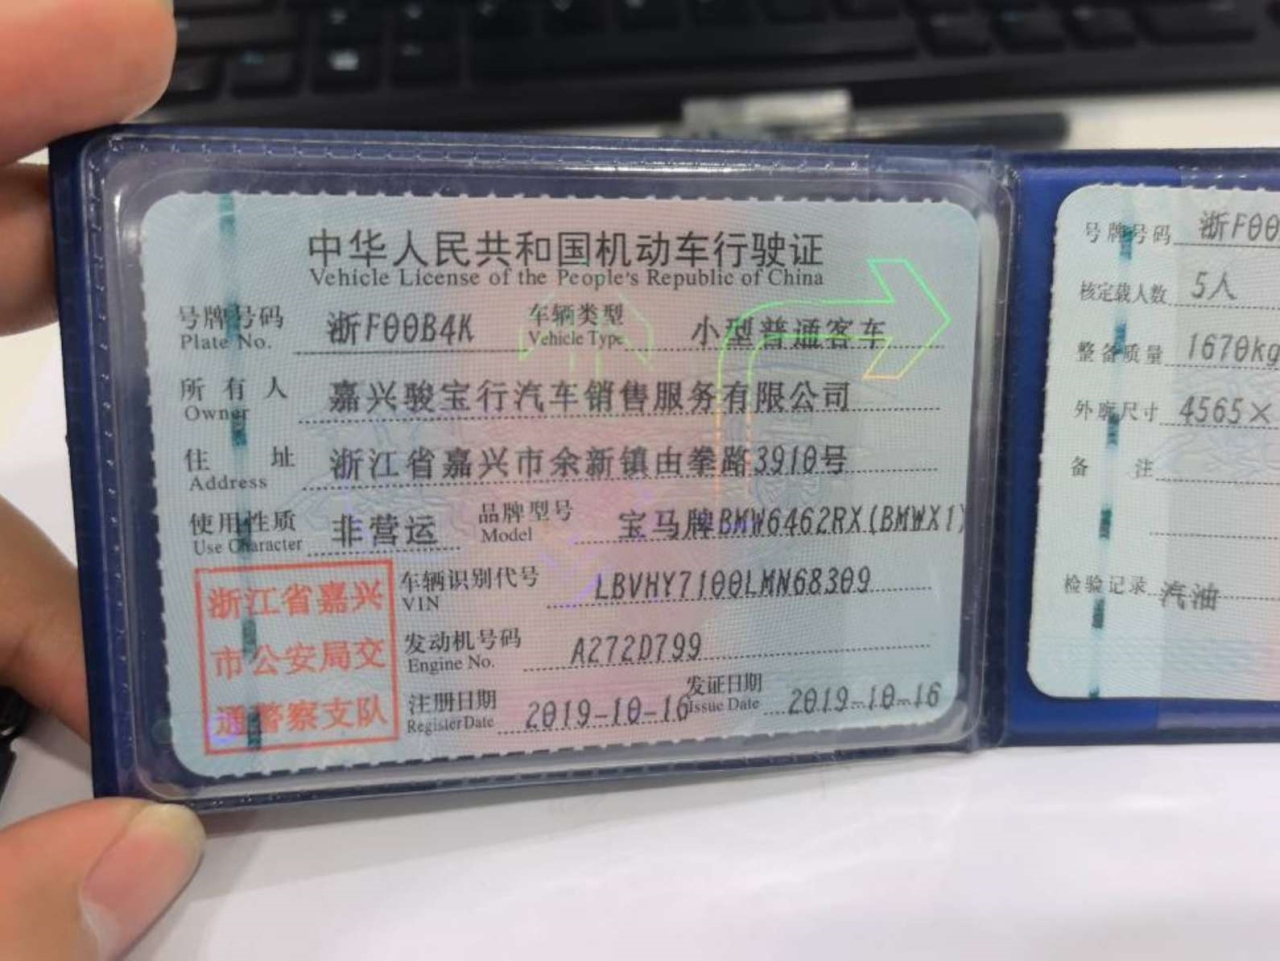 中华人民共和国机动车行驶证
Vehicle License of the People's Republic of China
号牌号码 浙F00B4K 车辆类型 小型普通客车
Plate No. Vehicle Type
所有人 嘉兴骏宝行汽车销售服务有限公司
Owner
住址 浙江省嘉兴市余新镇由拳路3910号
Address
使用性质 非营运 品牌型号 宝马牌BMW6462RX(BMWX1)
Use Character Model
车辆识别代号 LBVHY7100LMN68309
VIN
发动机号码 A272D799
Engine No.
注册日期 2019-10-16 发证日期 2019-10-16
Register Date Issue Date
浙江省嘉兴
市公安局交
通警察支队
号牌号码 浙F00
核定载人数 5人
整备质量 1670kg
外廓尺寸 4565×
备注
检验记录 汽油